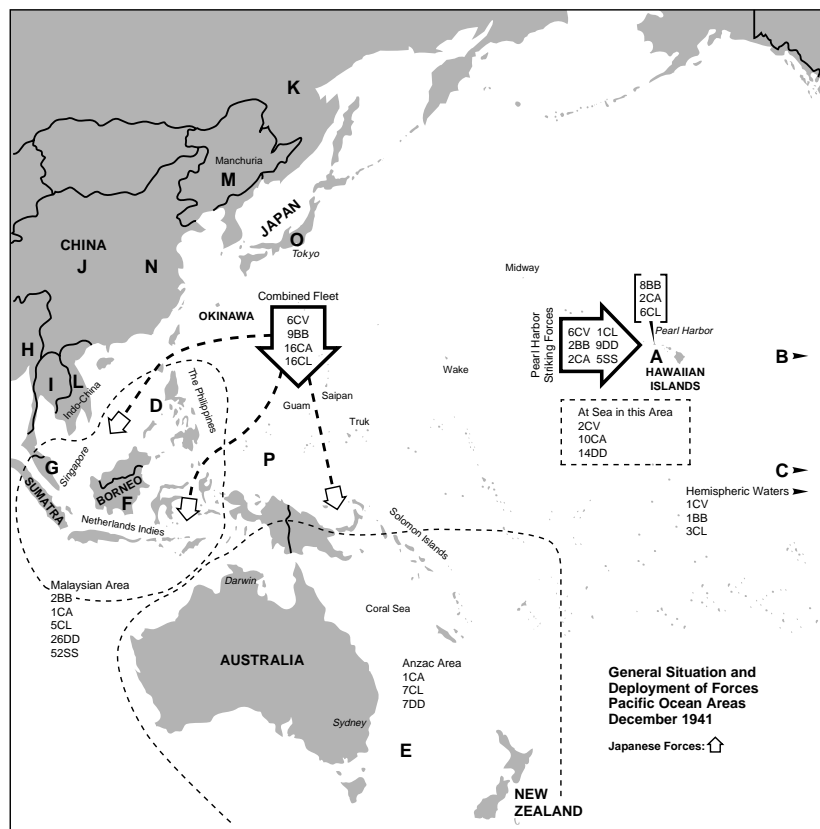 K
Manchuria
M
JAPAN
O
Tokyo
CHINA
J
N
Midway
8BB
2CA
6CL
Pearl Harbor
Combined Fleet
6CV
9BB
16CA
16CL
OKINAWA
Pearl Harbor
Striking Forces
6CV 1CL
2BB 9DD
2CA 5SS
A
HAWAIIAN
ISLANDS
B
H
I
L
Indo-China
D
The Philippines
Wake
Saipan
Guam
Truk
At Sea in this Area
2CV
10CA
14DD
P
C
G
Singapore
SUMATRA
BORNEO
F
Netherlands Indies
Hemispheric Waters
1CV
1BB
3CL
Solomon Islands
Malaysian Area
2BB
1CA
5CL
26DD
52SS
Darwin
Coral Sea
AUSTRALIA
Anzac Area
1CA
7CL
7DD
Sydney
E
General Situation and
Deployment of Forces
Pacific Ocean Areas
December 1941
Japanese Forces:
NEW
ZEALAND